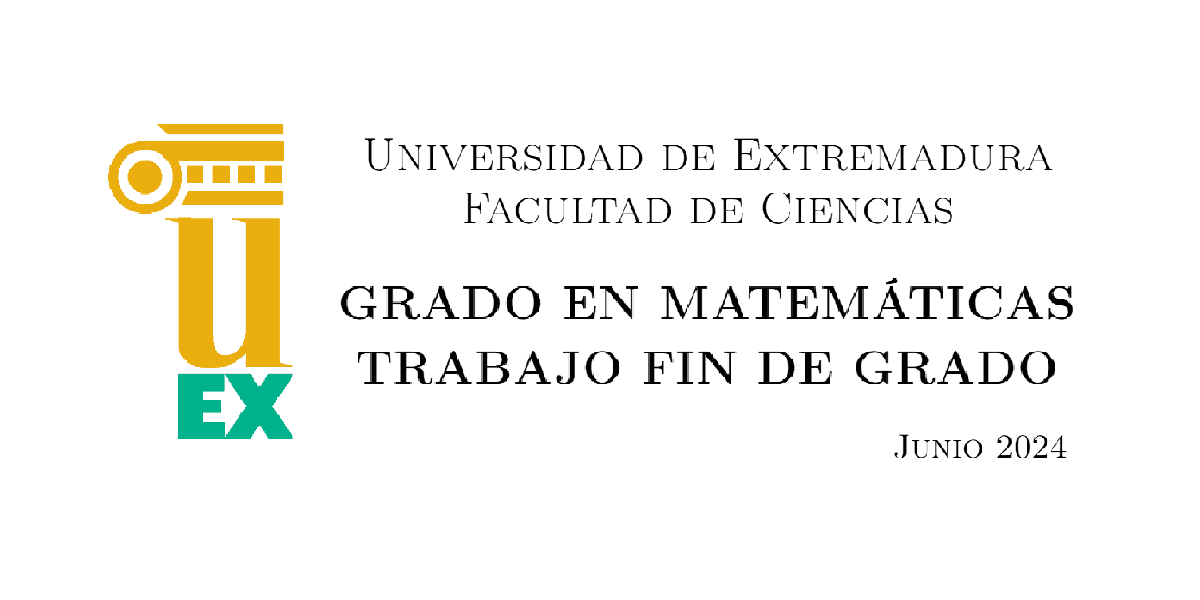 UNIVERSIDAD DE EXTREMADURA
FACULTAD DE CIENCIAS
GRADO EN MATEMÁTICAS
TRABAJO FIN DE GRADO
JUNIO 2024
u
EX